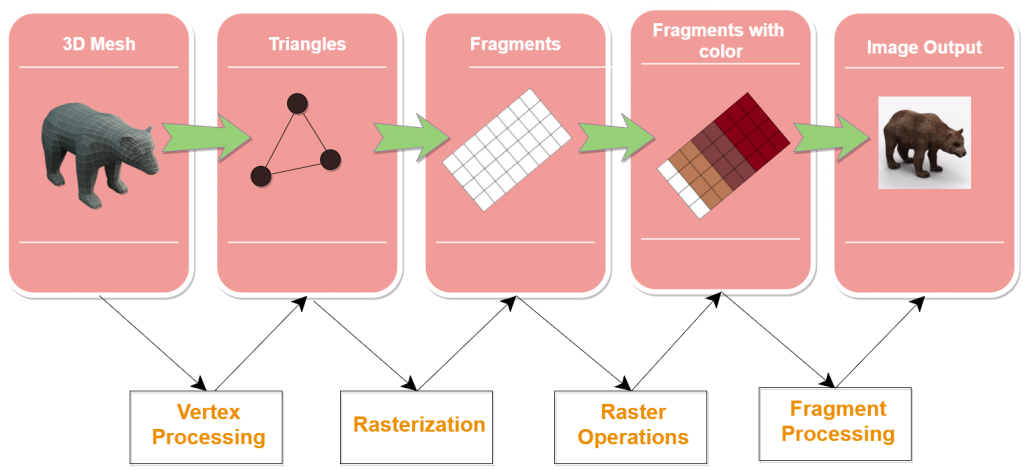 3D Mesh
Triangles
Fragments
Fragments with
color
Image Output
Vertex
Processing
Rasterization
Raster
Operations
Fragment
Processing